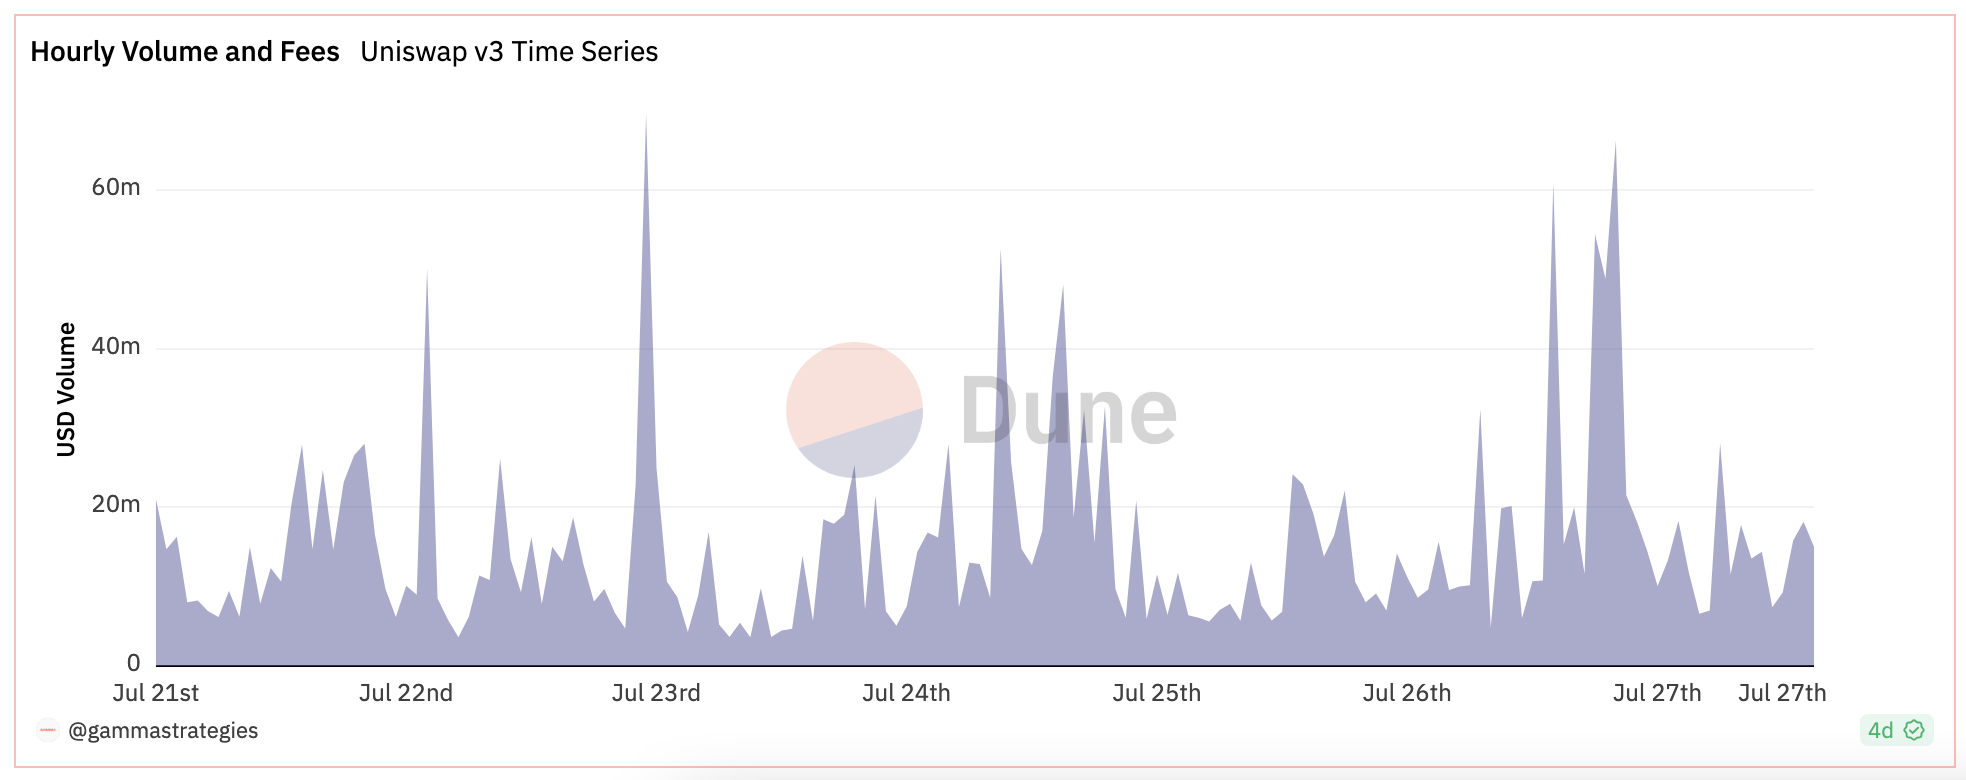 Hourly Volume and Fees Uniswap v3 Time Series
60m
40m
20m
0
USD Volume
Dune
Jul 21st Jul 22nd Jul 23rd Jul 24th Jul 25th Jul 26th Jul 27th Jul 27th
@gammastrategies
4d